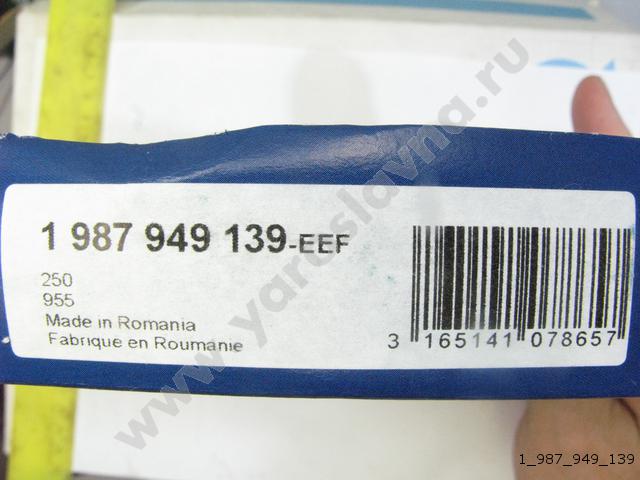 1 987 949 139-EEF
250
955
Made in Romania
Fabrique en Roumanie
3 165141 078657
www.yaroslavna.ru
1_987_949_139